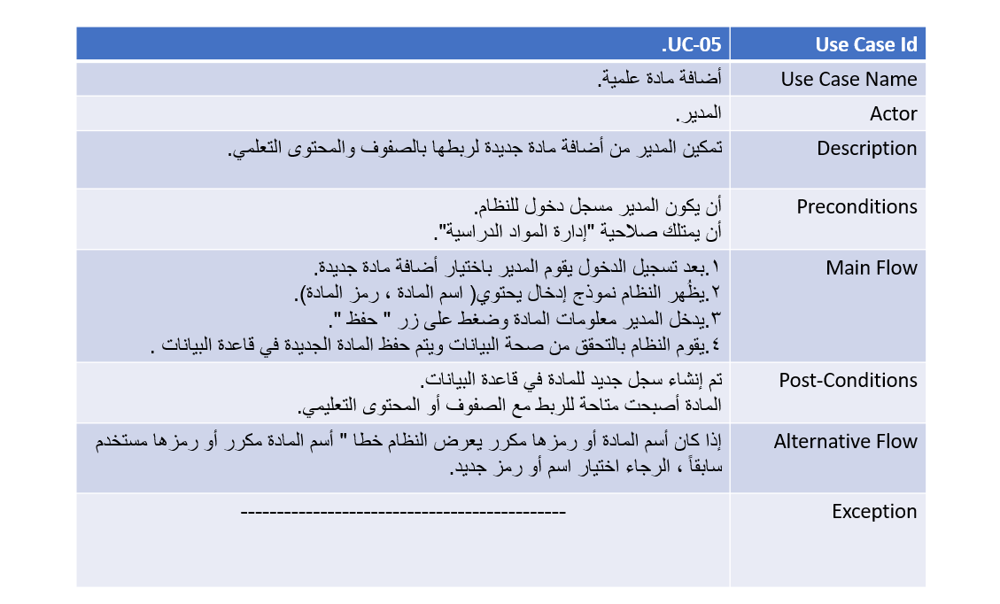 Use Case Id
UC-05.
Use Case Name
أضافة مادة علمية.
Actor
المدير.
Description
تمكين المدير من أضافة مادة جديدة لربطها بالصفوف والمحتوى التعلمي.
Preconditions
أن يكون المدير مسجل دخول للنظام.
أن يمتلك صلاحية "إدارة المواد الدراسية".
Main Flow
١.بعد تسجيل الدخول يقوم المدير باختيار أضافة مادة جديدة.
٢.يظُهر النظام نموذج إدخال يحتوي( اسم المادة ، رمز المادة).
٣.يدخل المدير معلومات المادة وضغط على زر " حفظ ".
٤.يقوم النظام بالتحقق من صحة البيانات ويتم حفظ المادة الجديدة في قاعدة البيانات .
Post-Conditions
تم إنشاء سجل جديد للمادة في قاعدة البيانات.
المادة أصبحت متاحة للربط مع الصفوف أو المحتوى التعليمي.
Alternative Flow
إذا كان أسم المادة أو رمزها مكرر يعرض النظام خطا " أسم المادة مكرر أو رمزها مستخدم
سابقاً ، الرجاء اختيار اسم أو رمز جديد.
Exception
---------------------------------------------